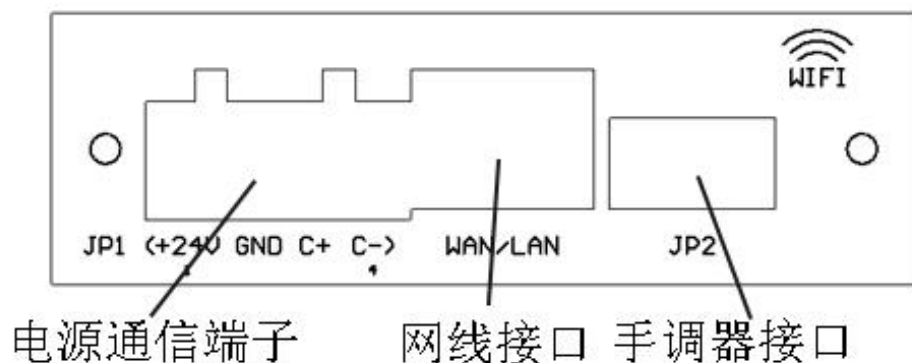 WIFI
JP1 (+24V GND C+ C-) WAN/LAN JP2
电源通信端子 网线接口 手调器接口